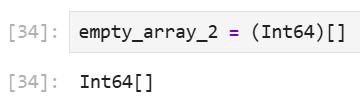 [34]: empty_array_2 = (Int64)[]
[34]: Int64[]